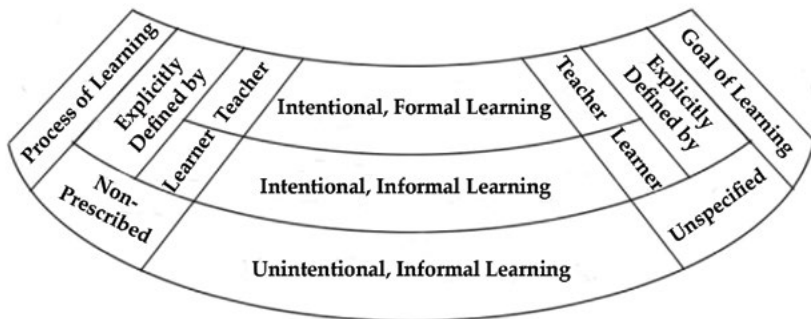 Process of Learning
Explicitly
Defined by
Teacher
Learner
Non-
Prescribed
Intentional, Formal Learning
Intentional, Informal Learning
Unintentional, Informal Learning
Teacher
Learner
Explicitly
Defined by
Unspecified
Goal of Learning